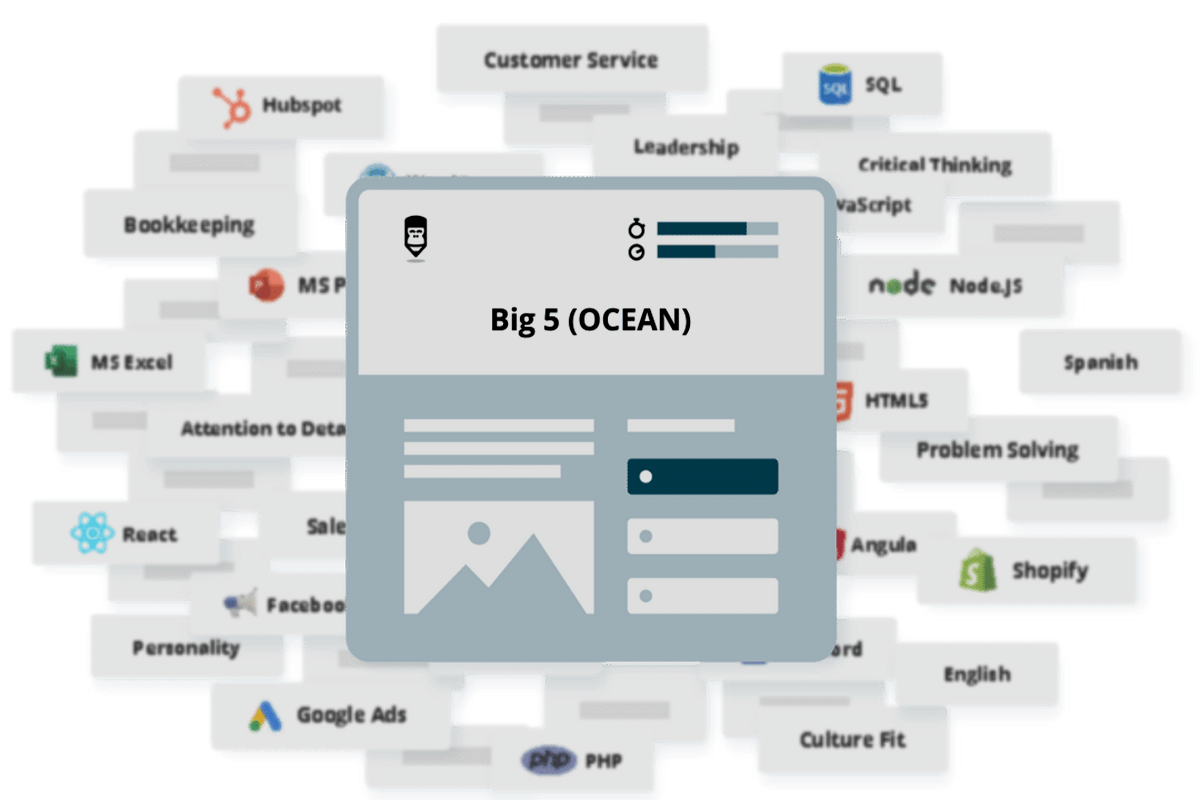 Customer Service
SQL
SQL
Hubspot
Leadership
Critical Thinking
vaScript
Bookkeeping
node
Node.JS
MS P
Big 5 (OCEAN)
MS Excel
Spanish
HTML5
Attention to Deta
Problem Solving
Sale
React
Angula
Shopify
Faceboo
Personality
ord
English
Google Ads
Culture Fit
php
PHP